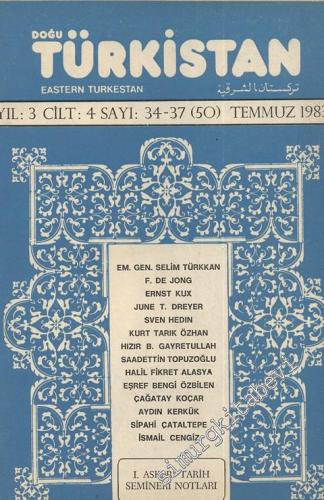 DOĞU
TÜRKİSTAN
EASTERN TURKESTAN تركستان الشرقية
YIL: 3 CİLT: 4 SAYI: 34-37 (50) TEMMUZ 198
EM. GEN. SELİM TÜRKKAN
F. DE JONG
ERNST KUX
JUNE T. DREYER
SVEN HEDIN
KURT TARIK ÖZHAN
HIZIR B. GAYRETULLAH
SAADETTİN TOPUZOĞLU
HALİL FİKRET ALASYA
EŞREF BENGİ ÖZBİLEN
ÇAĞATAY KOÇAR
AYDIN KERKÜK
SİPAHİ ÇATALTEPE
İSMAİL CENGİZ
I. ASKERİ TARİH
SEMİNERİ NOTLARI
simurgkitabevi